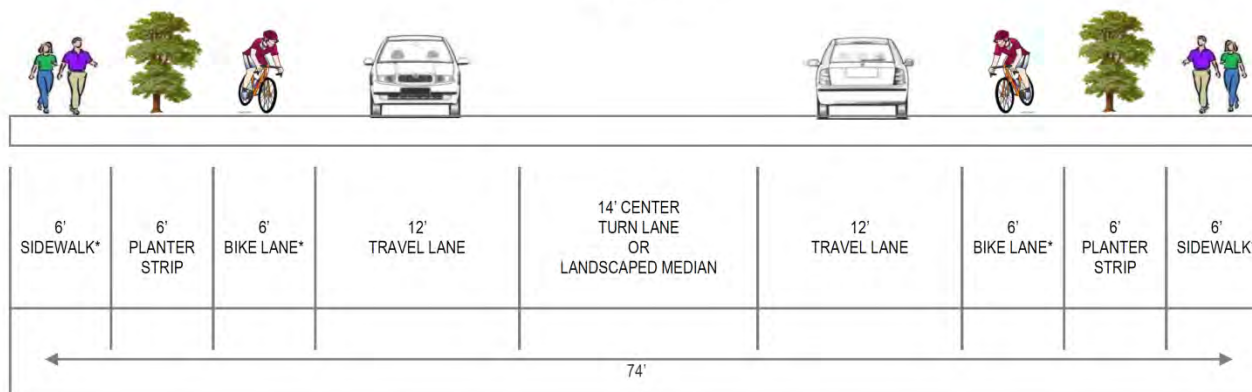 6’
SIDEWALK*
6’
PLANTER
STRIP
6’
BIKE LANE*
12’
TRAVEL LANE
14’ CENTER
TURN LANE
OR
LANDSCAPED MEDIAN
12’
TRAVEL LANE
6’
BIKE LANE*
6’
PLANTER
STRIP
6’
SIDEWALK*
74’